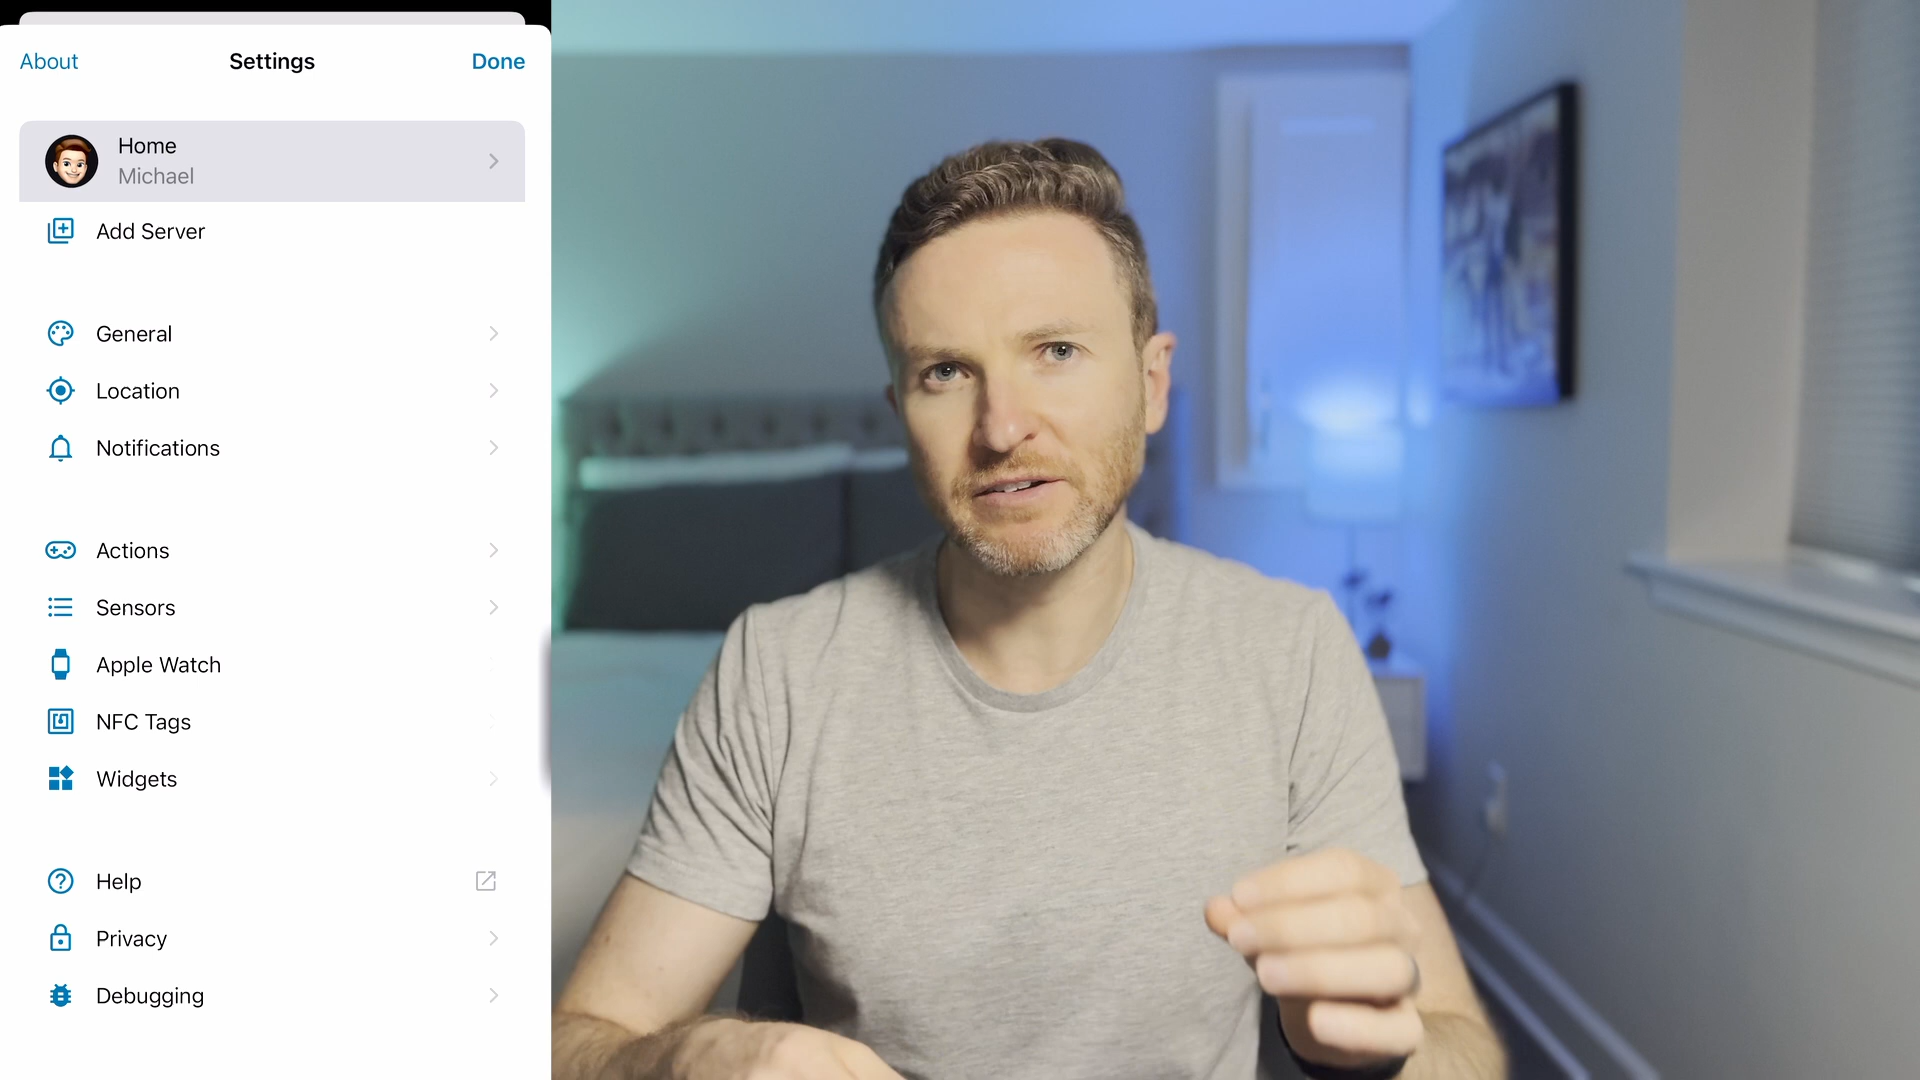 About
Settings
Done
Home
Michael
Add Server
General
Location
Notifications
Actions
Sensors
Apple Watch
NFC Tags
Widgets
Help
Privacy
Debugging